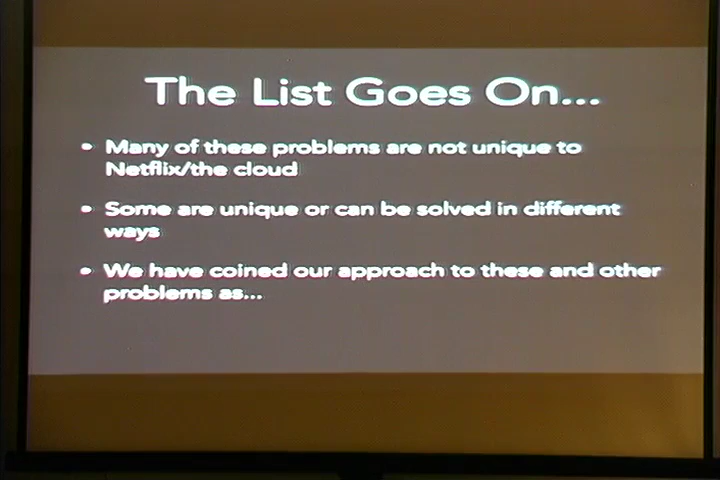 The List Goes On...
• Many of these problems are not unique to
Netflix/the cloud
• Some are unique or can be solved in different
ways
• We have coined our approach to these and other
problems as...